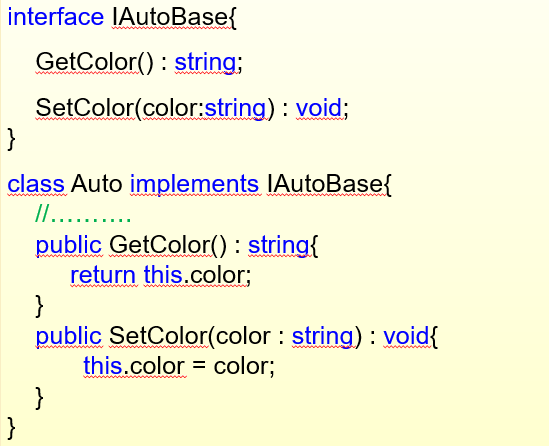 interface IAutoBase{
GetColor() : string;
SetColor(color:string) : void;
}
class Auto implements IAutoBase{
//……….
public GetColor() : string{
return this.color;
}
public SetColor(color : string) : void{
this.color = color;
}
}